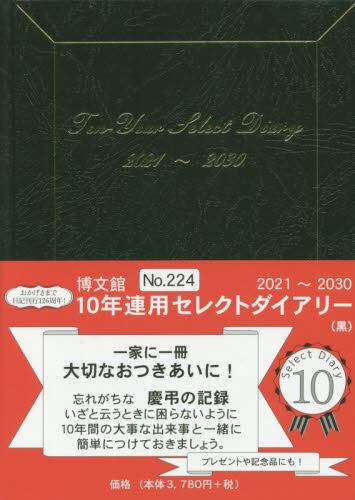 Ten-Year Select Diary
2021 ～ 2030
おかげさまで
日記刊行126周年！
博文館 No.224 2021 ～ 2030
10年連用セレクトダイアリー
（黒）
一家に一冊
大切なおつきあいに！
忘れがちな 慶弔の記録
いざと云うときに困らないように
10年間の大事な出来事と一緒に
簡単につけておきましょう。
Select Diary
10
プレゼントや記念品にも！
価格 （本体3,780円＋税）